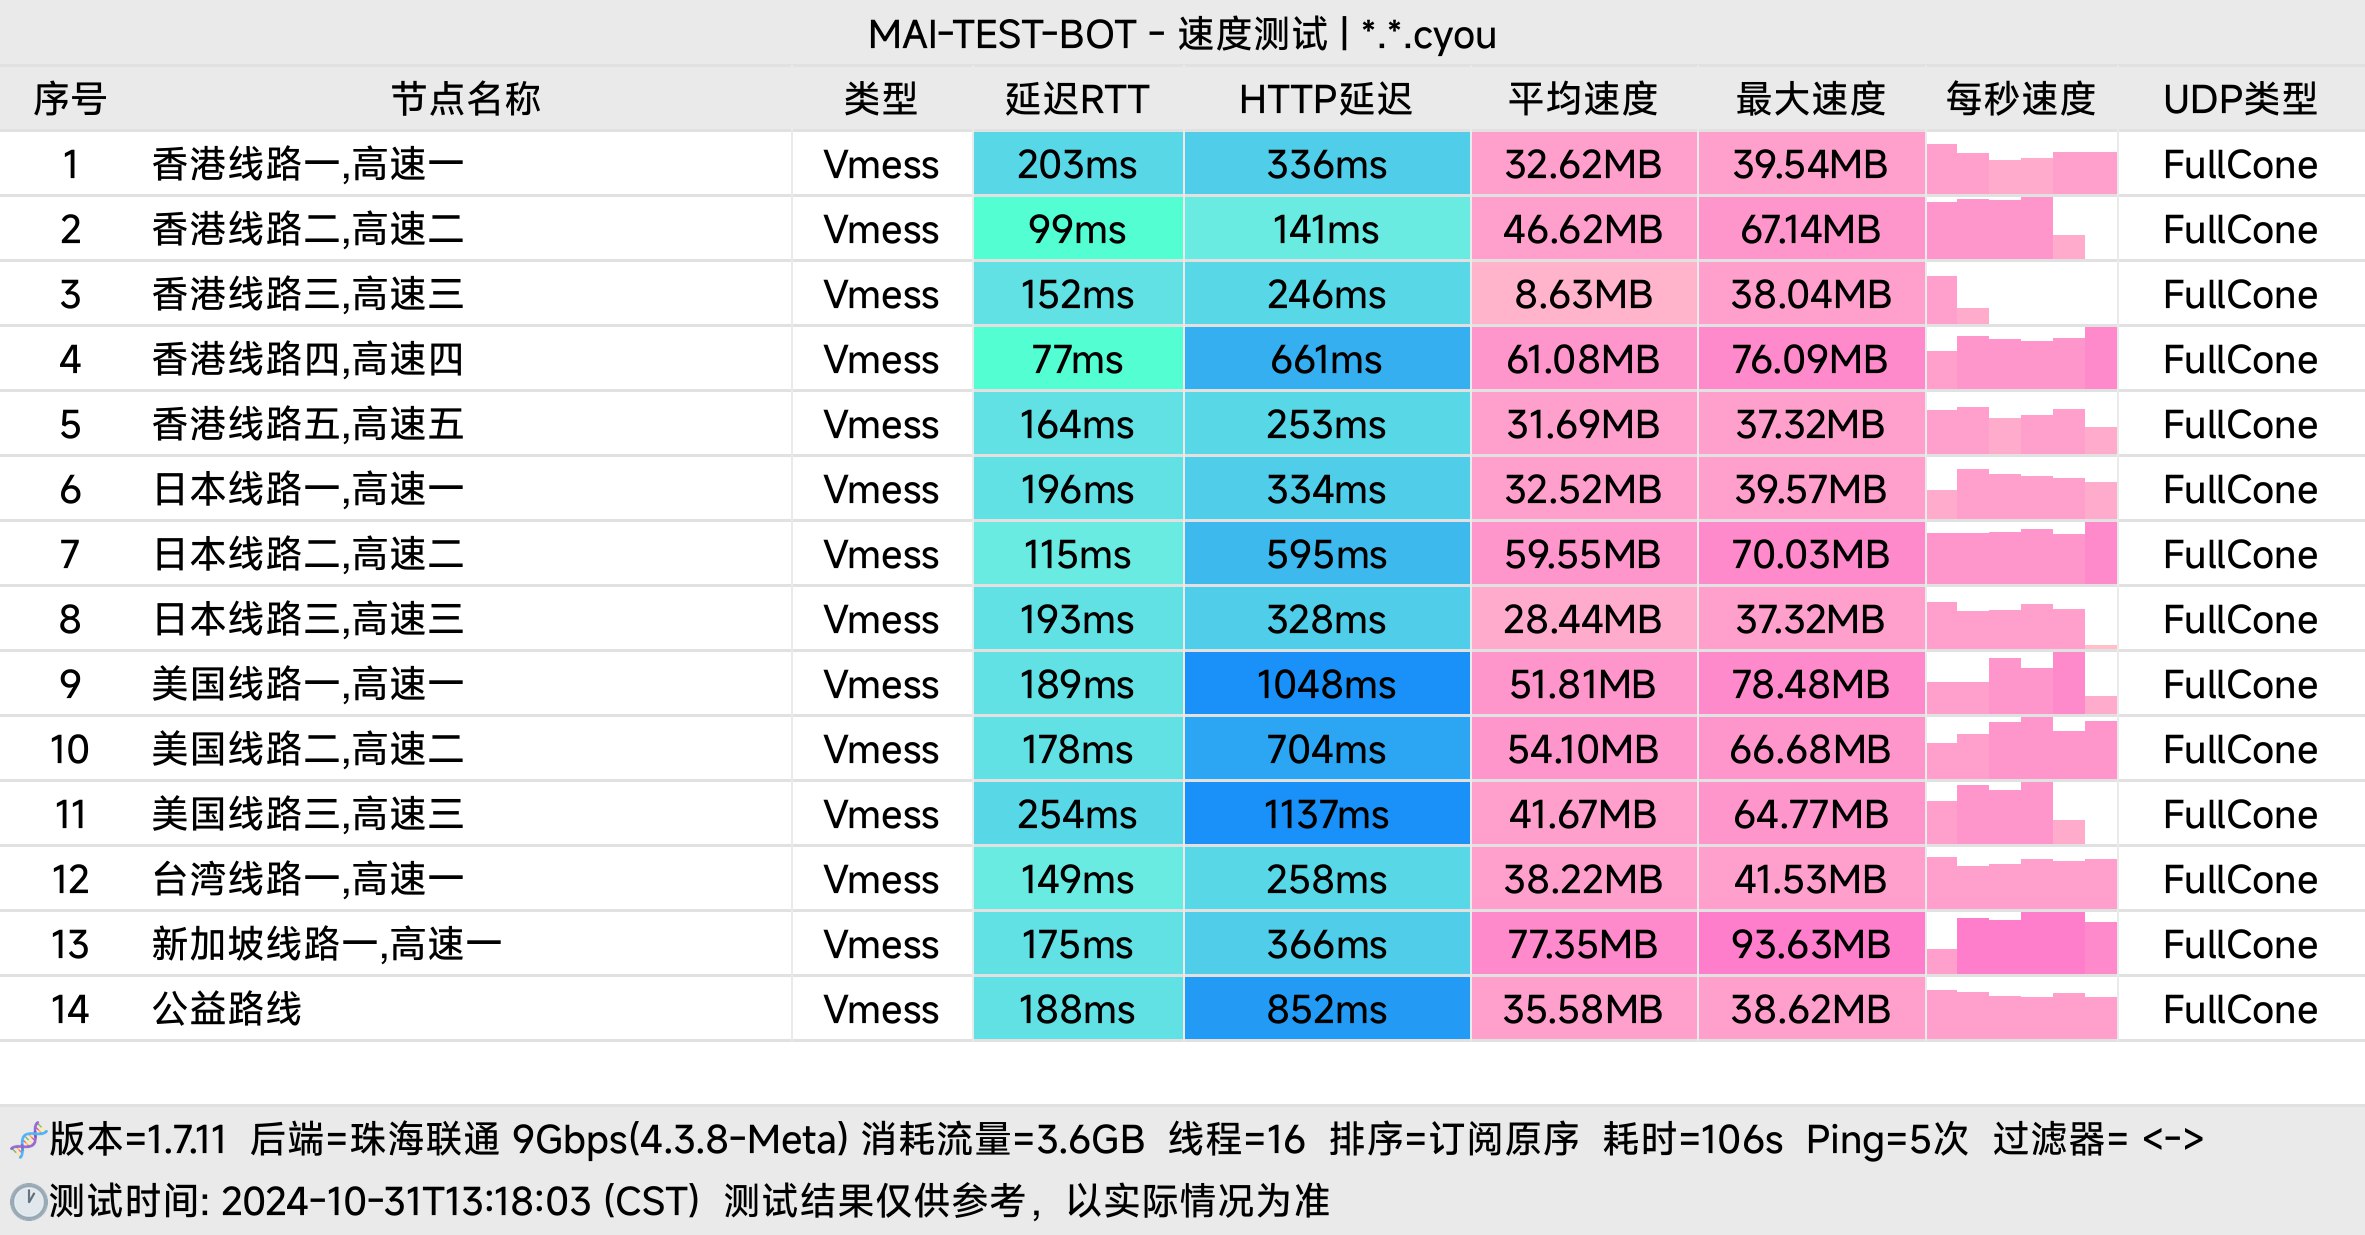 MAI-TEST-BOT - 速度测试 | *.*.cyou
序号 节点名称 类型 延迟RTT HTTP延迟 平均速度 最大速度 每秒速度 UDP类型
1 香港线路一,高速一 Vmess 203ms 336ms 32.62MB 39.54MB FullCone
2 香港线路二,高速二 Vmess 99ms 141ms 46.62MB 67.14MB FullCone
3 香港线路三,高速三 Vmess 152ms 246ms 8.63MB 38.04MB FullCone
4 香港线路四,高速四 Vmess 77ms 661ms 61.08MB 76.09MB FullCone
5 香港线路五,高速五 Vmess 164ms 253ms 31.69MB 37.32MB FullCone
6 日本线路一,高速一 Vmess 196ms 334ms 32.52MB 39.57MB FullCone
7 日本线路二,高速二 Vmess 115ms 595ms 59.55MB 70.03MB FullCone
8 日本线路三,高速三 Vmess 193ms 328ms 28.44MB 37.32MB FullCone
9 美国线路一,高速一 Vmess 189ms 1048ms 51.81MB 78.48MB FullCone
10 美国线路二,高速二 Vmess 178ms 704ms 54.10MB 66.68MB FullCone
11 美国线路三,高速三 Vmess 254ms 1137ms 41.67MB 64.77MB FullCone
12 台湾线路一,高速一 Vmess 149ms 258ms 38.22MB 41.53MB FullCone
13 新加坡线路一,高速一 Vmess 175ms 366ms 77.35MB 93.63MB FullCone
14 公益路线 Vmess 188ms 852ms 35.58MB 38.62MB FullCone
🧬版本=1.7.11 后端=珠海联通 9Gbps(4.3.8-Meta) 消耗流量=3.6GB 线程=16 排序=订阅原序 耗时=106s Ping=5次 过滤器= <->
🕐测试时间: 2024-10-31T13:18:03 (CST) 测试结果仅供参考，以实际情况为准